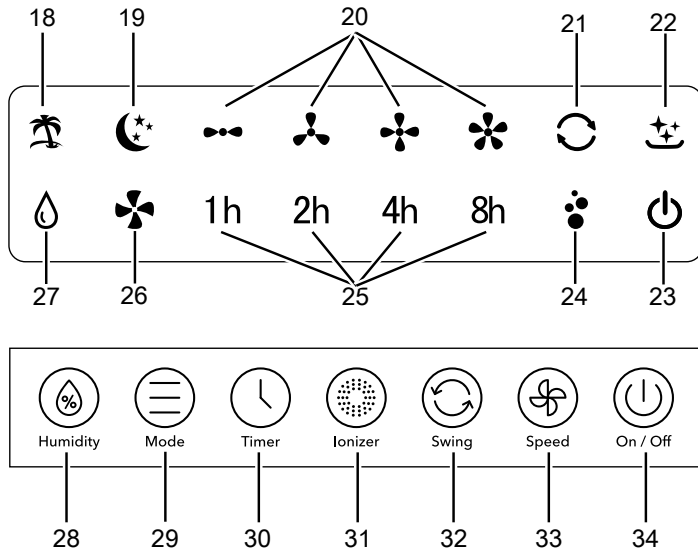 18 19 20 21 22
1h 2h 4h 8h
27 26 25 24 23
%
Humidity Mode Timer Ionizer Swing Speed On / Off
28 29 30 31 32 33 34